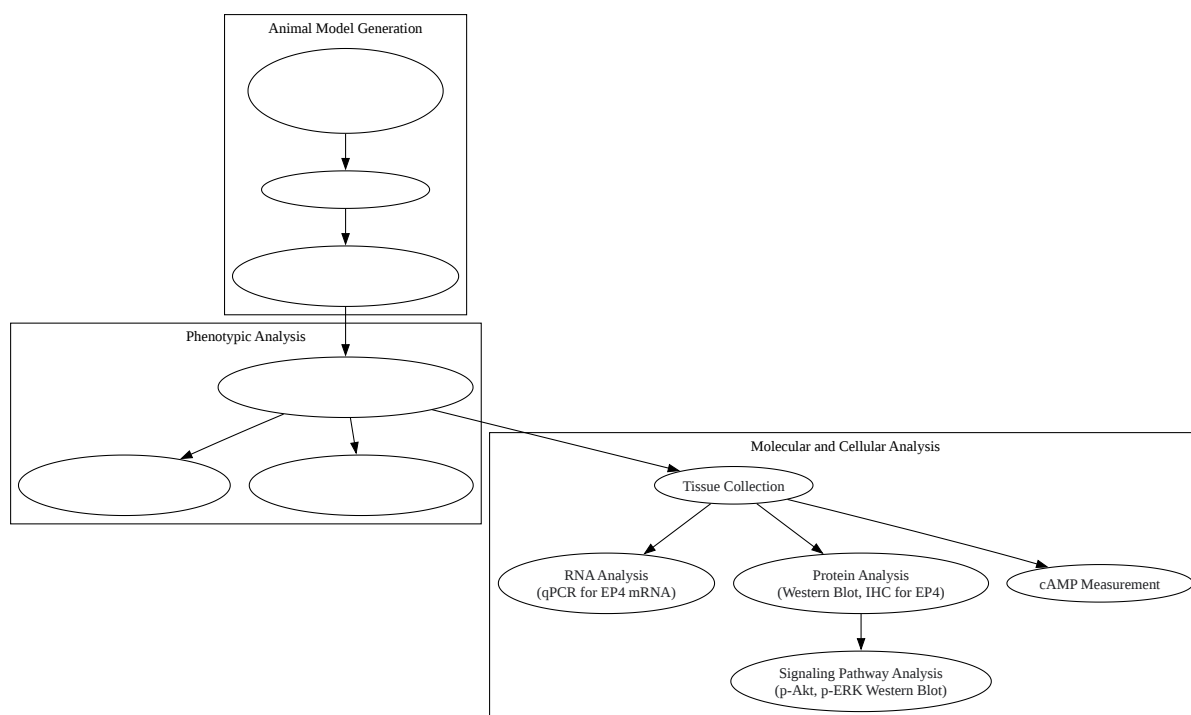 Animal Model Generation
Phenotypic Analysis
Molecular and Cellular Analysis
Tissue Collection
RNA Analysis
(qPCR for EP4 mRNA)
Protein Analysis
(Western Blot, IHC for EP4)
cAMP Measurement
Signaling Pathway Analysis
(p-Akt, p-ERK Western Blot)